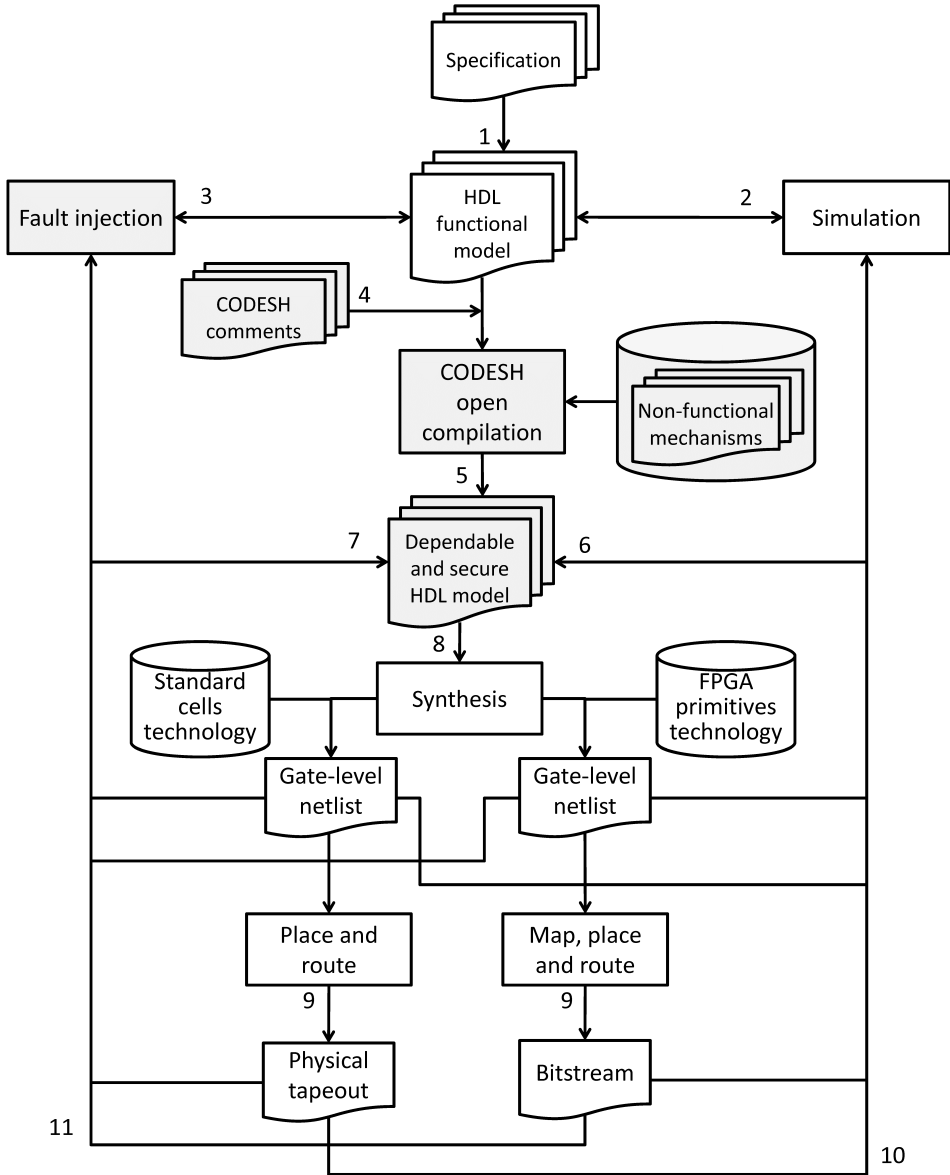 Specification
1
Fault injection
3
HDL
functional
model
2
Simulation
CODESH
comments
4
CODESH
open
compilation
Non-functional
mechanisms
5
7
Dependable
and secure
HDL model
6
8
Standard
cells
technology
Synthesis
FPGA
primitives
technology
Gate-level
netlist
Gate-level
netlist
Place and
route
Map, place
and route
9
9
Physical
tapeout
Bitstream
11
10